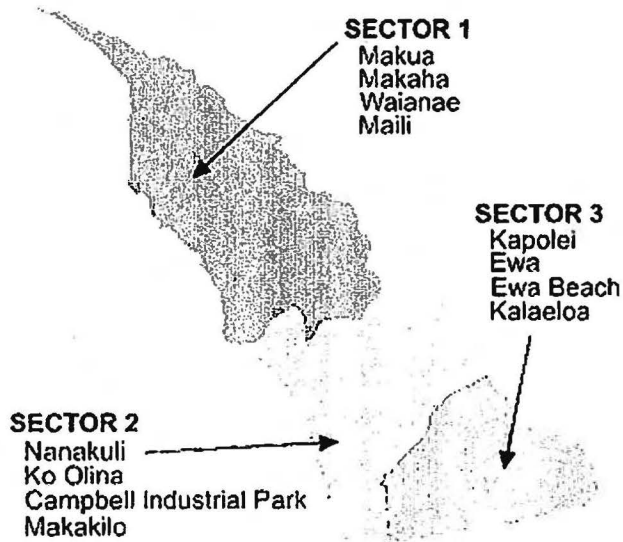 SECTOR 1
Makua
Makaha
Waianae
Maili
SECTOR 3
Kapolei
Ewa
Ewa Beach
Kalaeloa
SECTOR 2
Nanakuli
Ko Olina
Campbell Industrial Park
Makakilo